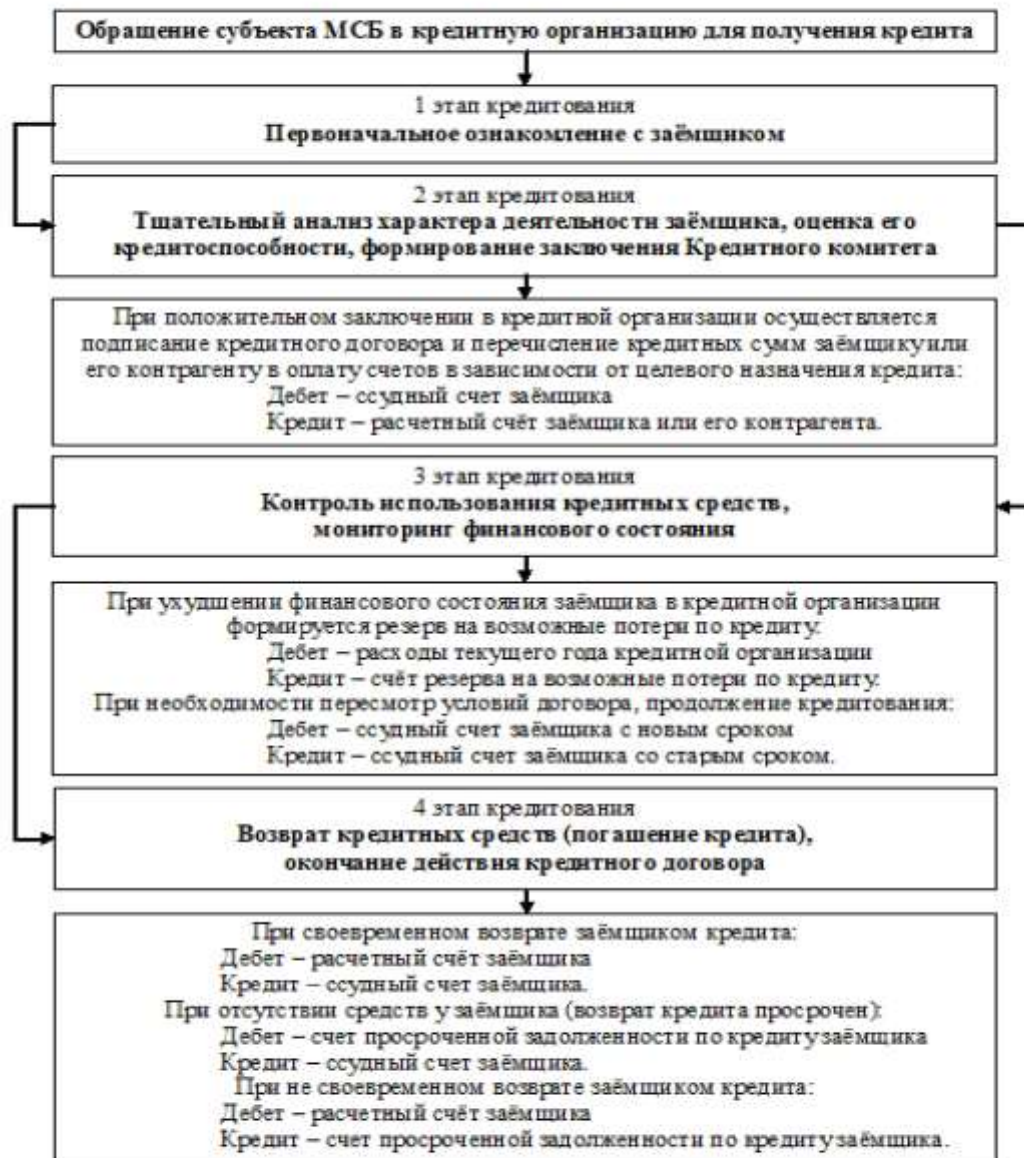 Обращение субъекта МСБ в кредитную организацию для получения кредита
1 этап кредитования
Первоначальное ознакомление с заёмщиком
2 этап кредитования
Тщательный анализ характера деятельности заёмщика, оценка его
кредитоспособности, формирование заключения Кредитного комитета
При положительном заключении в кредитной организации осуществляется
подписание кредитного договора и перечисление кредитных сумм заёмщику или
его контрагенту в оплату счетов в зависимости от целевого назначения кредита:
Дебет – ссудный счет заёмщика
Кредит – расчетный счёт заёмщика или его контрагента.
3 этап кредитования
Контроль использования кредитных средств,
мониторинг финансового состояния
При ухудшении финансового состояния заёмщика в кредитной организации
формируется резерв на возможные потери по кредиту:
Дебет – расходы текущего года кредитной организации
Кредит – счёт резерва на возможные потери по кредиту.
При необходимости пересмотр условий договора, продолжение кредитования:
Дебет – ссудный счет заёмщика с новым сроком
Кредит – ссудный счет заёмщика со старым сроком.
4 этап кредитования
Возврат кредитных средств (погашение кредита),
окончание действия кредитного договора
При своевременном возврате заёмщиком кредита:
Дебет – расчетный счёт заёмщика
Кредит – ссудный счет заёмщика.
При отсутствии средств у заёмщика (возврат кредита просрочен):
Дебет – счет просроченной задолженности по кредиту заёмщика
Кредит – ссудный счет заёмщика.
При не своевременном возврате заёмщиком кредита:
Дебет – расчетный счёт заёмщика
Кредит – счет просроченной задолженности по кредиту заёмщика.